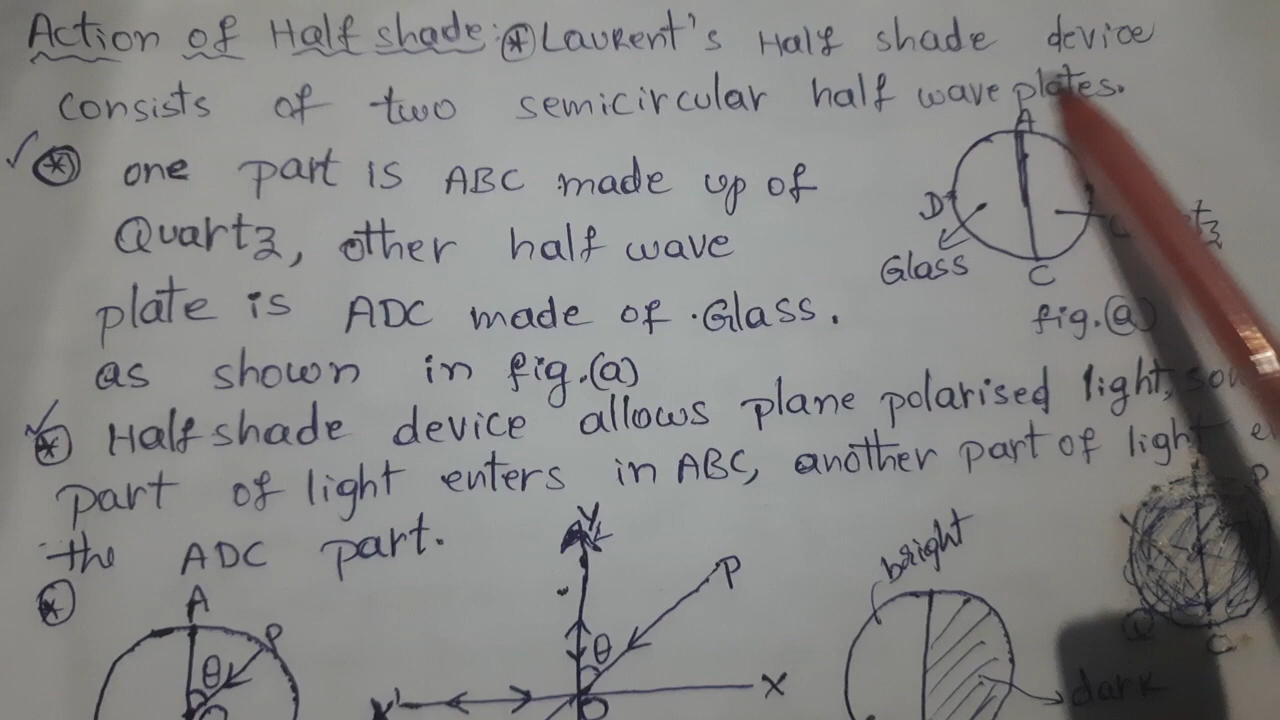 Action of Half shade: * Laurent's Half shade device
consists of two semicircular half wave plates.
* one part is ABC made up of
Quartz, other half wave
plate is ADC made of Glass.
as shown in fig.(a)
* Half shade device allows plane polarised light,
part of light enters in ABC, another part of light
the ADC part.
*
A
D
Glass
C
fig.(a)
A
P
θ
Y
P
θ
X'
X
O
bright
dark
P
Q
C